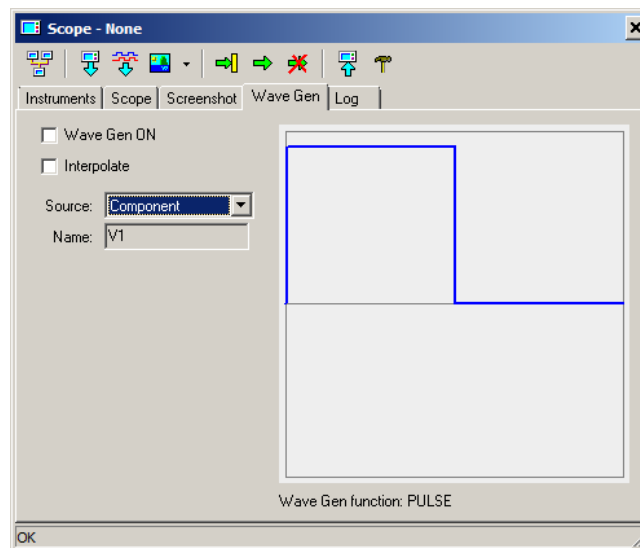 Scope - None
Instruments Scope Screenshot Wave Gen Log
Wave Gen ON
Interpolate
Source: Component
Name: V1
Wave Gen function: PULSE
OK